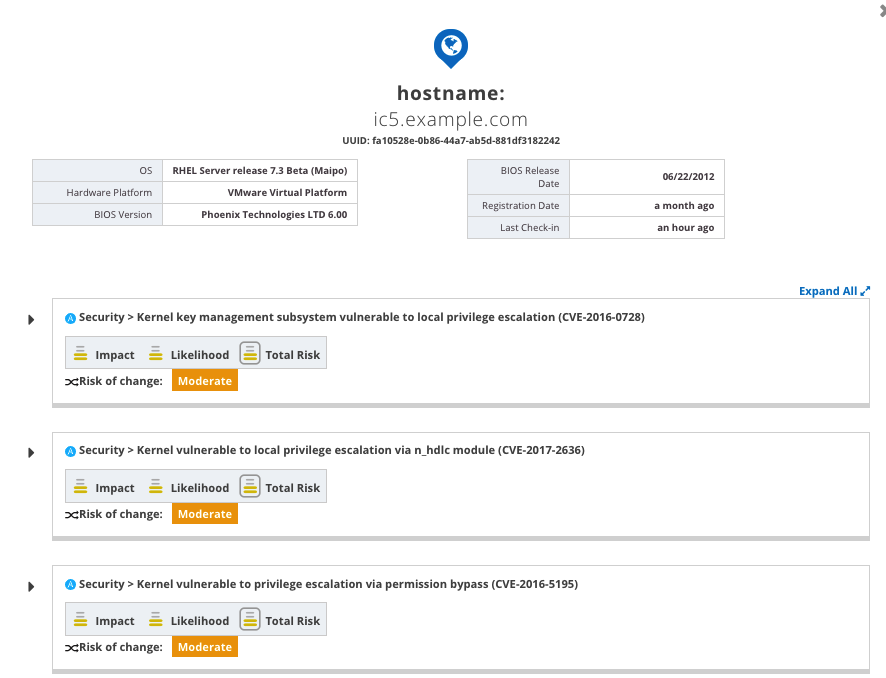 hostname:
ic5.example.com
UUID: fa10528e-0b86-44a7-ab5d-881df3182242
OS RHEL Server release 7.3 Beta (Maipo)
Hardware Platform VMware Virtual Platform
BIOS Version Phoenix Technologies LTD 6.00
BIOS Release
Date 06/22/2012
Registration Date a month ago
Last Check-in an hour ago
Expand All
Security > Kernel key management subsystem vulnerable to local privilege escalation (CVE-2016-0728)
Impact Likelihood Total Risk
Risk of change: Moderate
Security > Kernel vulnerable to local privilege escalation via n_hdlc module (CVE-2017-2636)
Impact Likelihood Total Risk
Risk of change: Moderate
Security > Kernel vulnerable to privilege escalation via permission bypass (CVE-2016-5195)
Impact Likelihood Total Risk
Risk of change: Moderate